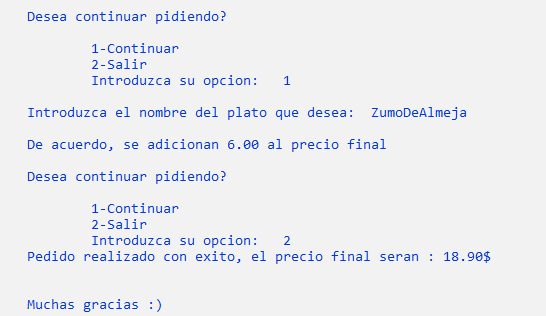 Desea continuar pidiendo?
1-Continuar
2-Salir
Introduzca su opcion:   1
Introduzca el nombre del plato que desea:  ZumoDeAlmeja
De acuerdo, se adicionan 6.00 al precio final
Desea continuar pidiendo?
1-Continuar
2-Salir
Introduzca su opcion:   2
Pedido realizado con exito, el precio final seran : 18.90$
Muchas gracias :)